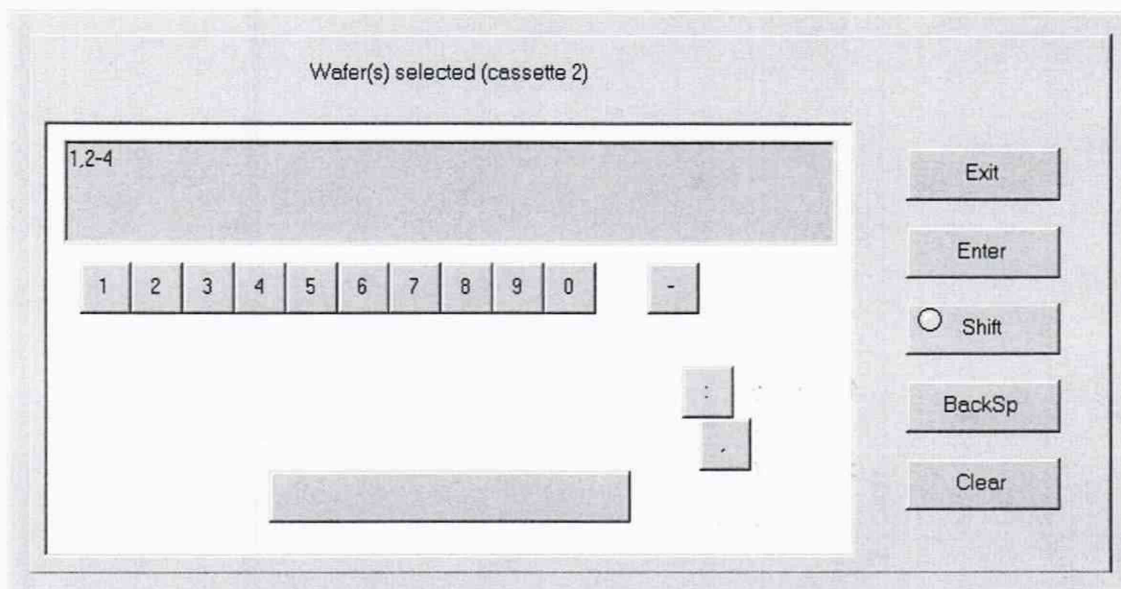 Wafer(s) selected (cassette 2)
1,2-4
Exit
1 2 3 4 5 6 7 8 9 0 -
Enter
Shift
:
BackSp
,
Clear